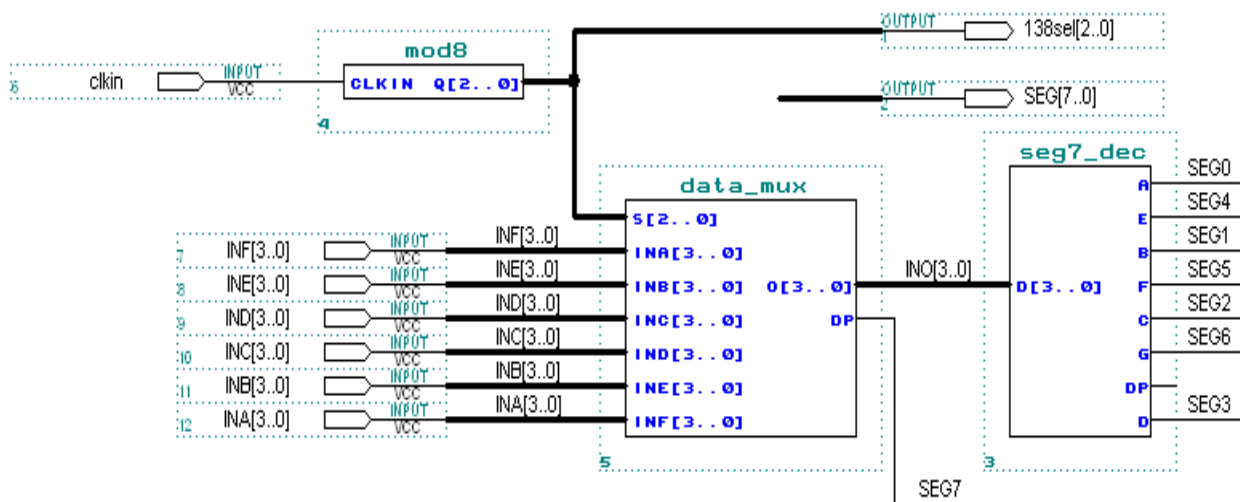 OUTPUT
1
138sel[2..0]
mod8
6
clkin
INPUT
VCC
CLKIN Q[2..0]
4
OUTPUT
2
SEG[7..0]
seg7_dec
data_mux
A
SEG0
S[2..0]
E
SEG4
7
INF[3..0]
INPUT
VCC
INF[3..0]
INA[3..0]
B
SEG1
8
INE[3..0]
INPUT
VCC
INE[3..0]
INB[3..0] O[3..0]
INO[3..0]
D[3..0]
F
SEG5
9
IND[3..0]
INPUT
VCC
IND[3..0]
INC[3..0]
DP
C
SEG2
10
INC[3..0]
INPUT
VCC
INC[3..0]
IND[3..0]
G
SEG6
11
INB[3..0]
INPUT
VCC
INB[3..0]
INE[3..0]
DP
12
INA[3..0]
INPUT
VCC
INA[3..0]
INF[3..0]
D
SEG3
5
3
SEG7